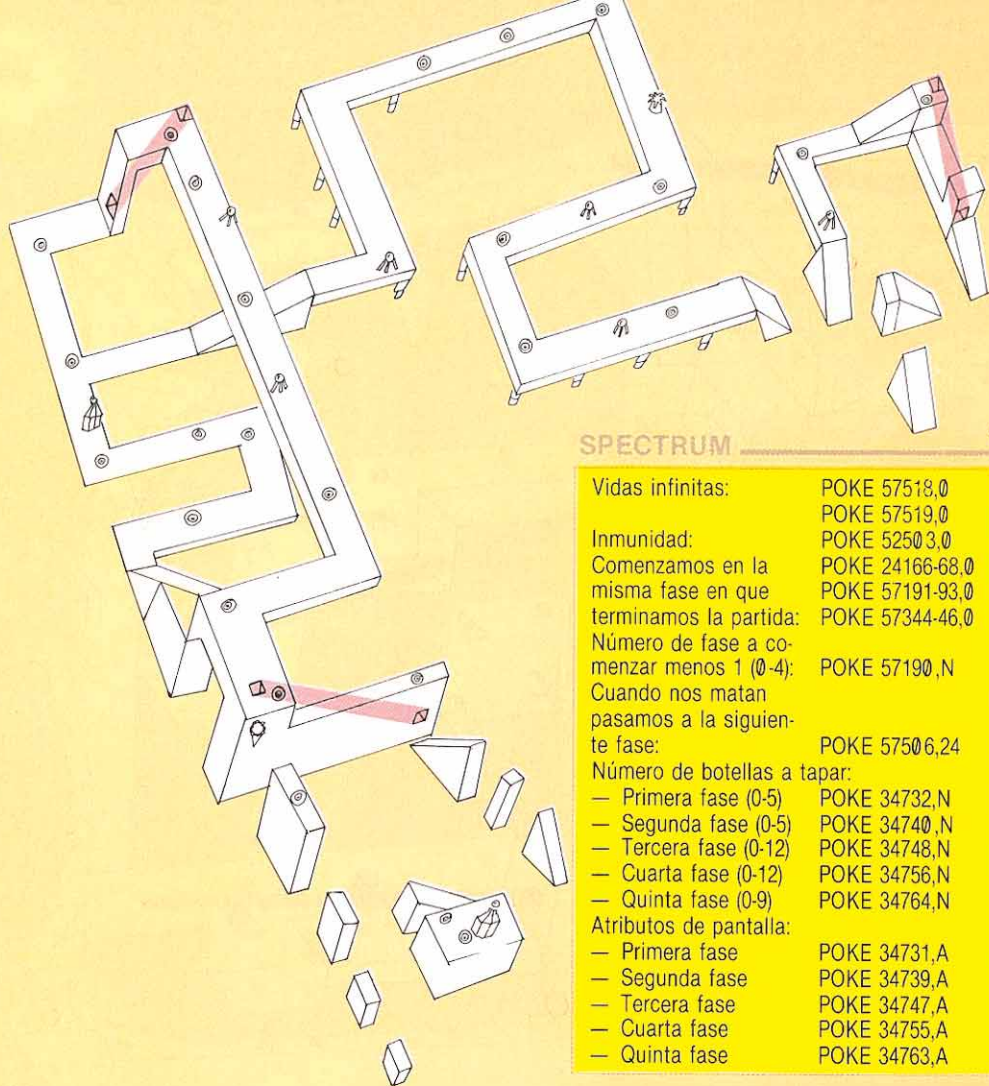 SPECTRUM
Vidas infinitas: POKE 57518,0
POKE 57519,0
Inmunidad: POKE 52503,0
Comenzamos en la POKE 24166-68,0
misma fase en que POKE 57191-93,0
terminamos la partida: POKE 57344-46,0
Número de fase a co-
menzar menos 1 (0-4): POKE 57190,N
Cuando nos matan
pasamos a la siguien-
te fase: POKE 57506,24
Número de botellas a tapar:
— Primera fase (0-5) POKE 34732,N
— Segunda fase (0-5) POKE 34740,N
— Tercera fase (0-12) POKE 34748,N
— Cuarta fase (0-12) POKE 34756,N
— Quinta fase (0-9) POKE 34764,N
Atributos de pantalla:
— Primera fase POKE 34731,A
— Segunda fase POKE 34739,A
— Tercera fase POKE 34747,A
— Cuarta fase POKE 34755,A
— Quinta fase POKE 34763,A